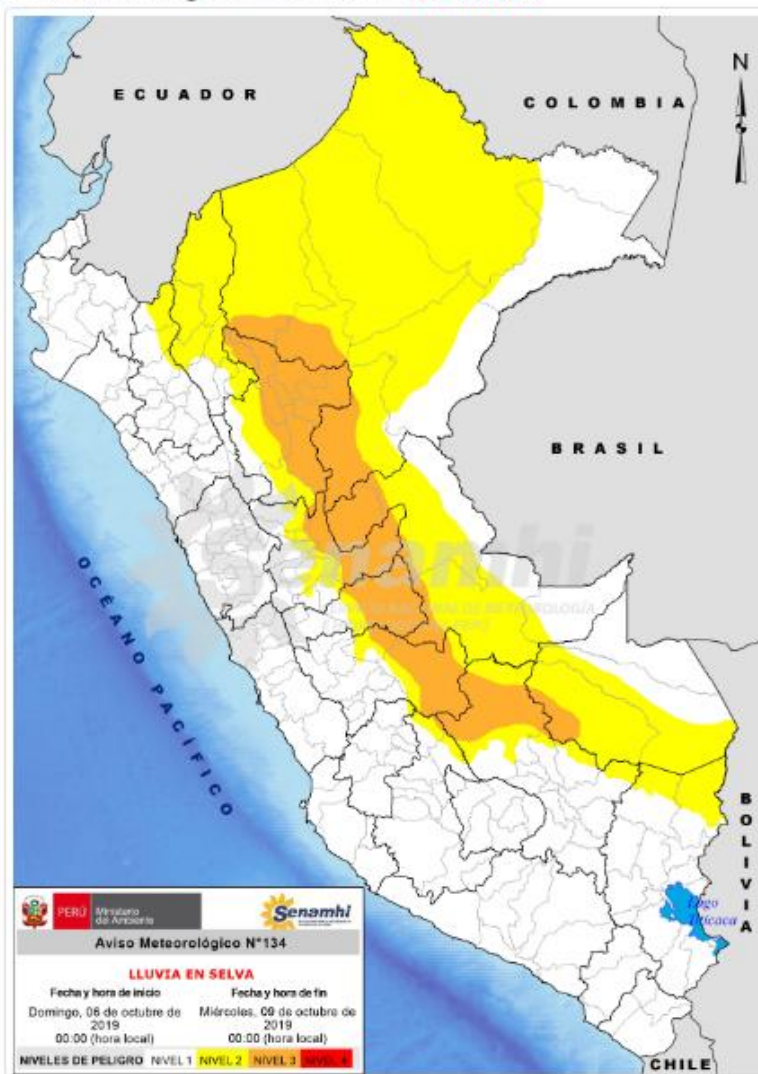 ECUADOR
COLOMBIA
N
BRASIL
OCÉANO PACÍFICO
Senamhi
BOLIVIA
Lago
Titicaca
CHILE
PERÚ Ministerio
del Ambiente
Senamhi
Aviso Meteorológico N°134
LLUVIA EN SELVA
Fecha y hora de inicio
Domingo, 06 de octubre de
2019
00:00 (hora local)
Fecha y hora de fin
Miércoles, 09 de octubre de
2019
00:00 (hora local)
NIVELES DE PELIGRO NIVEL 1 NIVEL 2 NIVEL 3 NIVEL 4